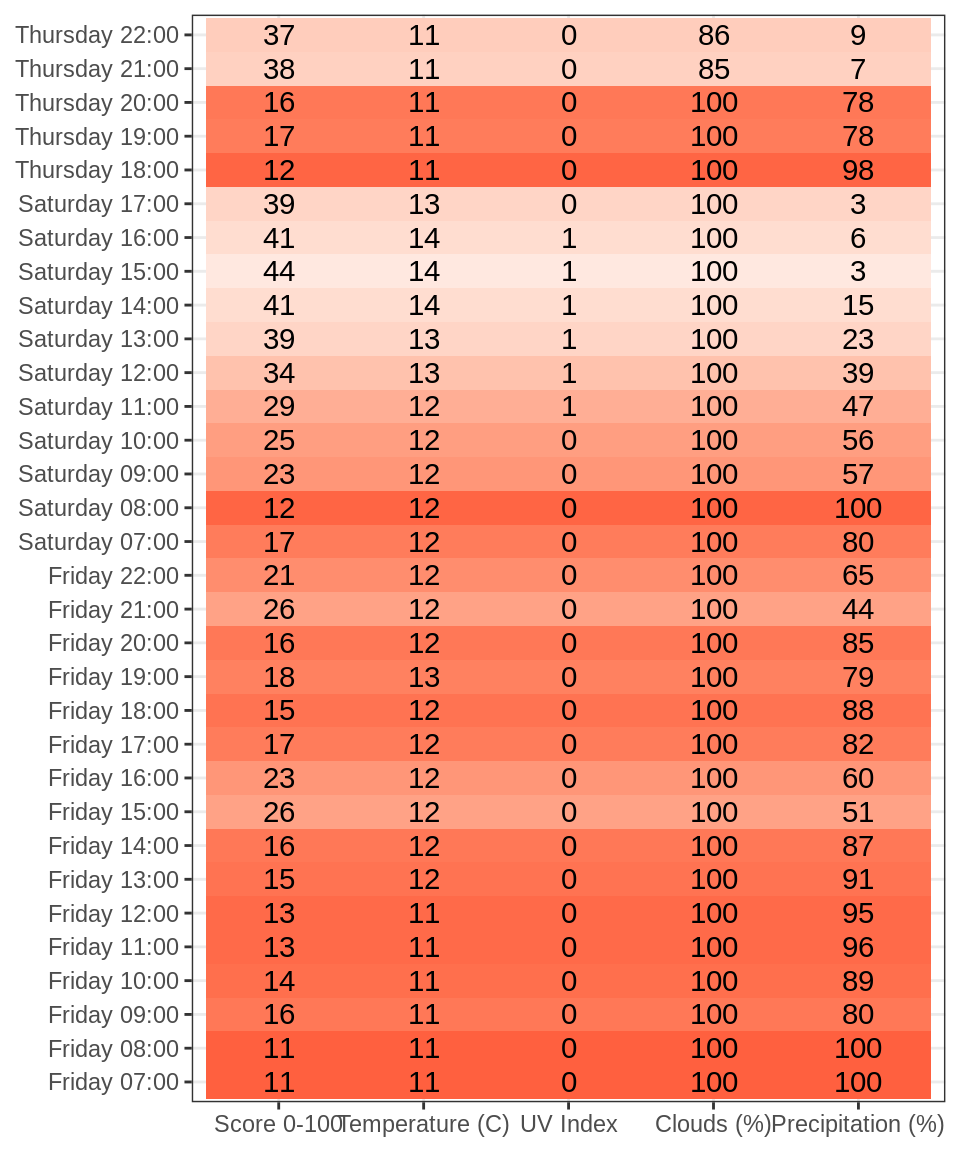 Thursday 22:00 37 11 0 86 9
Thursday 21:00 38 11 0 85 7
Thursday 20:00 16 11 0 100 78
Thursday 19:00 17 11 0 100 78
Thursday 18:00 12 11 0 100 98
Saturday 17:00 39 13 0 100 3
Saturday 16:00 41 14 1 100 6
Saturday 15:00 44 14 1 100 3
Saturday 14:00 41 14 1 100 15
Saturday 13:00 39 13 1 100 23
Saturday 12:00 34 13 1 100 39
Saturday 11:00 29 12 1 100 47
Saturday 10:00 25 12 0 100 56
Saturday 09:00 23 12 0 100 57
Saturday 08:00 12 12 0 100 100
Saturday 07:00 17 12 0 100 80
Friday 22:00 21 12 0 100 65
Friday 21:00 26 12 0 100 44
Friday 20:00 16 12 0 100 85
Friday 19:00 18 13 0 100 79
Friday 18:00 15 12 0 100 88
Friday 17:00 17 12 0 100 82
Friday 16:00 23 12 0 100 60
Friday 15:00 26 12 0 100 51
Friday 14:00 16 12 0 100 87
Friday 13:00 15 12 0 100 91
Friday 12:00 13 11 0 100 95
Friday 11:00 13 11 0 100 96
Friday 10:00 14 11 0 100 89
Friday 09:00 16 11 0 100 80
Friday 08:00 11 11 0 100 100
Friday 07:00 11 11 0 100 100
Score 0-100 Temperature (C) UV Index Clouds (%) Precipitation (%)